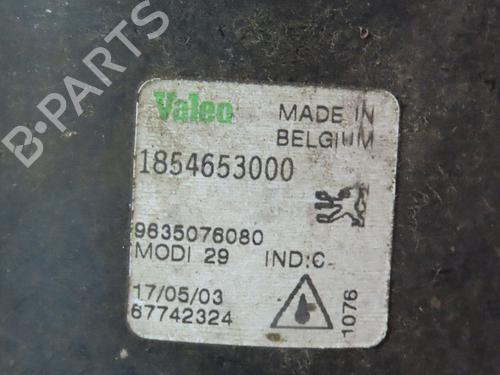 B-PARTS
Valeo
MADE IN
BELGIUM
1854653000
9635076080
MODI 29 IND:C
17/05/03
67742324
1076